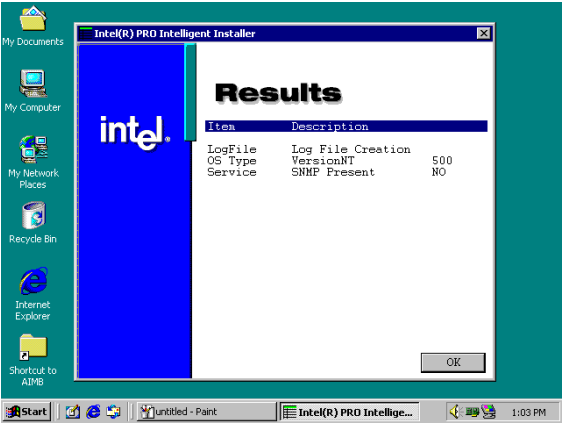 My Documents
My Computer
My Network
Places
Recycle Bin
Internet
Explorer
Shortcut to
AIMB
Intel(R) PRO Intelligent Installer
intel.
Results
Item Description
LogFile Log File Creation
OS Type VersionNT 500
Service SNMP Present NO
OK
Start
untitled - Paint
Intel(R) PRO Intellige...
1:03 PM